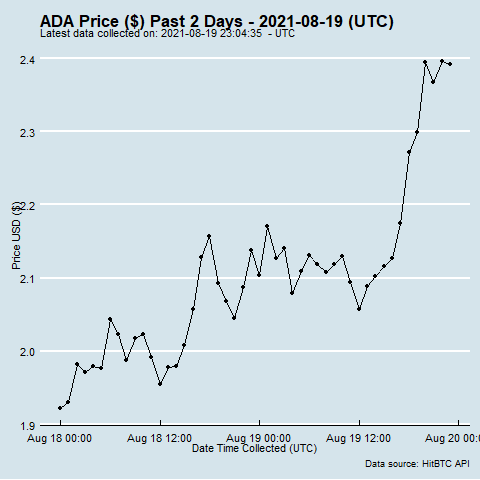 ADA Price ($) Past 2 Days - 2021-08-19 (UTC)
Latest data collected on: 2021-08-19 23:04:35 - UTC
2.4
2.3
2.2
2.1
2.0
1.9
Price USD ($)
Aug 18 00:00 Aug 18 12:00 Aug 19 00:00 Aug 19 12:00 Aug 20 00:
Date Time Collected (UTC)
Data source: HitBTC API